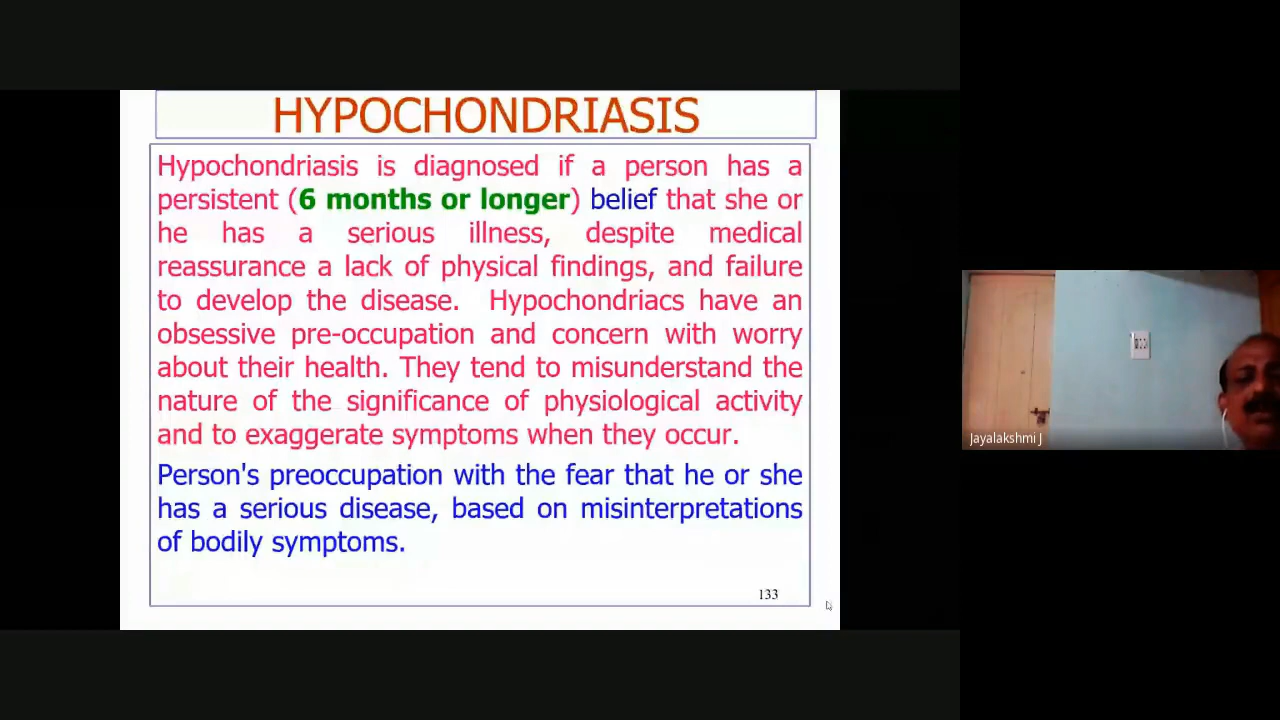 HYPOCHONDRIASIS
Hypochondriasis is diagnosed if a person has a
persistent (6 months or longer) belief that she or
he has a serious illness, despite medical
reassurance a lack of physical findings, and failure
to develop the disease. Hypochondriacs have an
obsessive pre-occupation and concern with worry
about their health. They tend to misunderstand the
nature of the significance of physiological activity
and to exaggerate symptoms when they occur.
Person's preoccupation with the fear that he or she
has a serious disease, based on misinterpretations
of bodily symptoms.
133
Jayalakshmi J